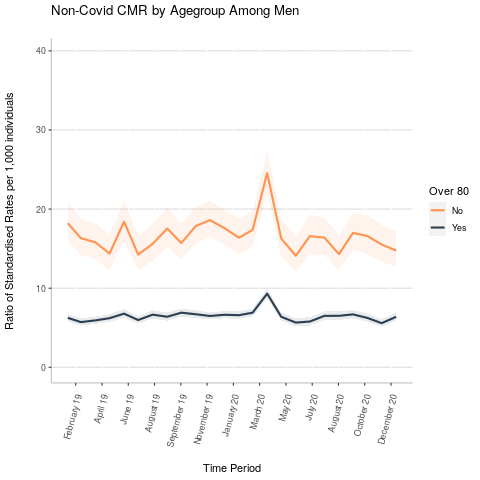 Non-Covid CMR by Agegroup Among Men
Ratio of Standardised Rates per 1,000 individuals
40
30
20
10
0
February 19
April 19
June 19
August 19
September 19
November 19
January 20
March 20
May 20
July 20
August 20
October 20
December 20
Time Period
Over 80
No
Yes